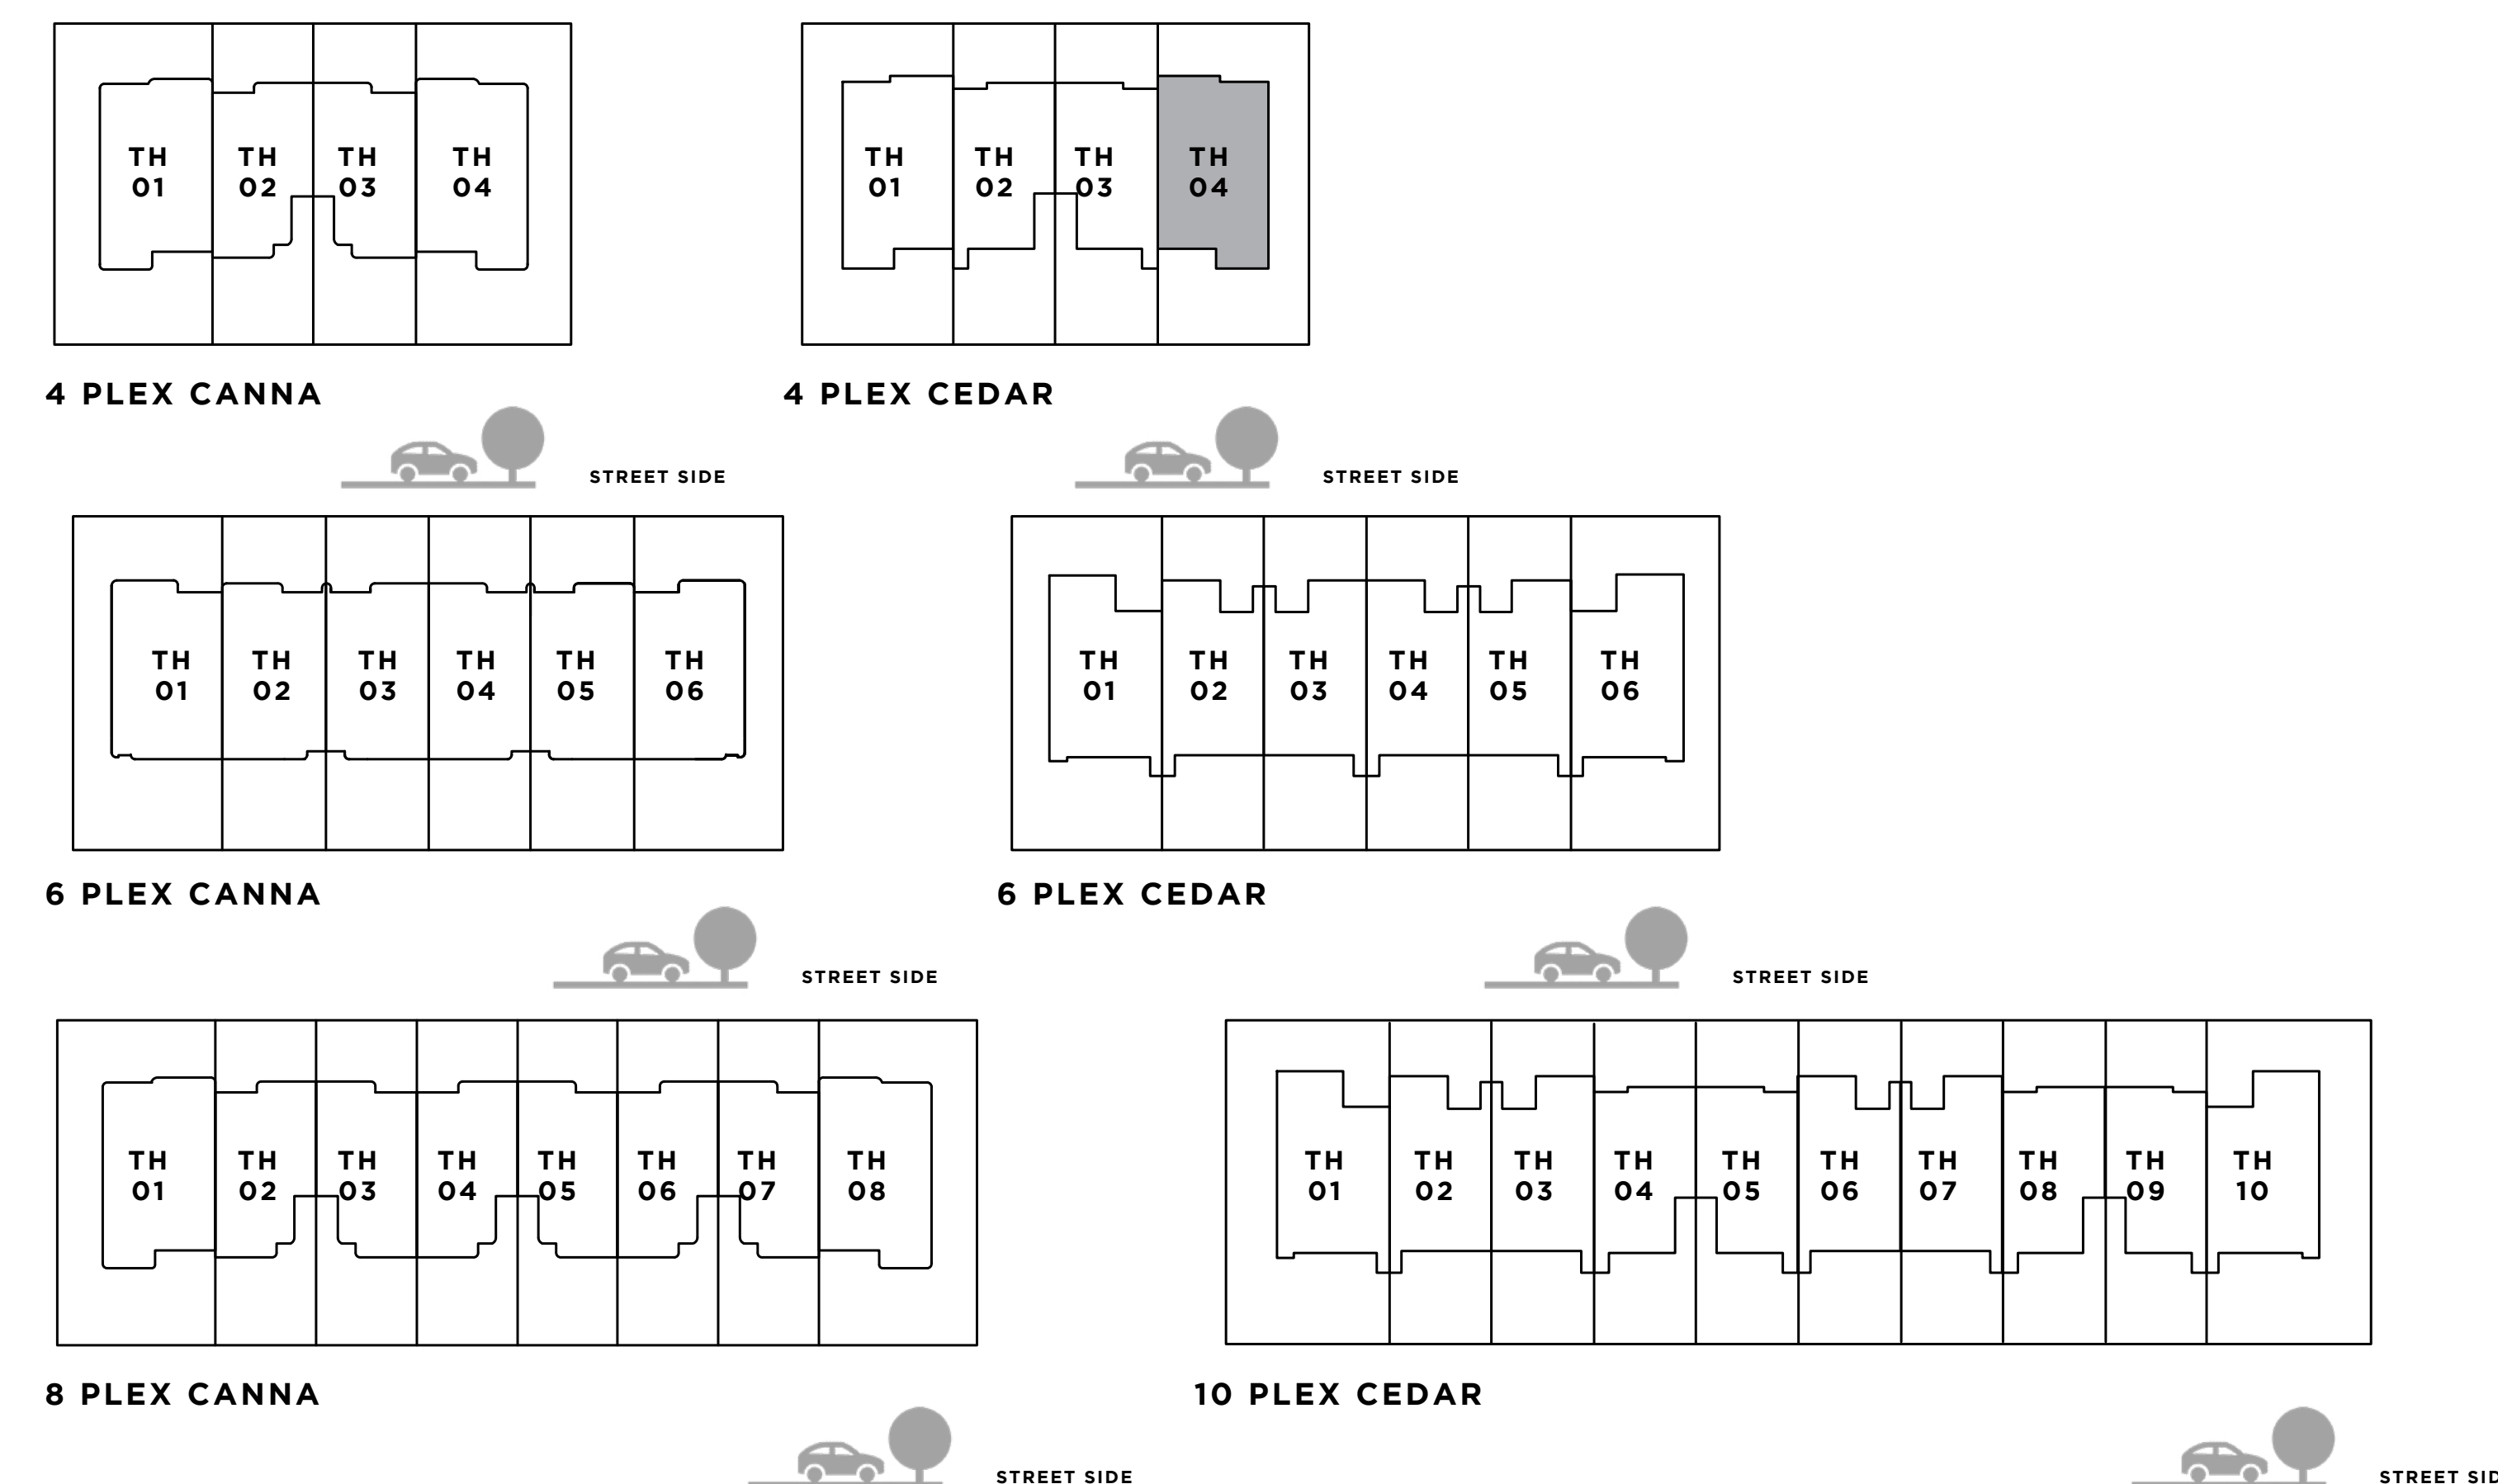 TH
01
TH
02
TH
03
TH
04
4 PLEX CANNA
STREET SIDE
TH
01
TH
02
TH
03
TH
04
4 PLEX CEDAR
STREET SIDE
TH
01
TH
02
TH
03
TH
04
TH
05
TH
06
6 PLEX CANNA
STREET SIDE
TH
01
TH
02
TH
03
TH
04
TH
05
TH
06
6 PLEX CEDAR
STREET SIDE
TH
01
TH
02
TH
03
TH
04
TH
05
TH
06
TH
07
TH
08
8 PLEX CANNA
STREET SIDE
TH
01
TH
02
TH
03
TH
04
TH
05
TH
06
TH
07
TH
08
TH
09
TH
10
10 PLEX CEDAR
STREET SID